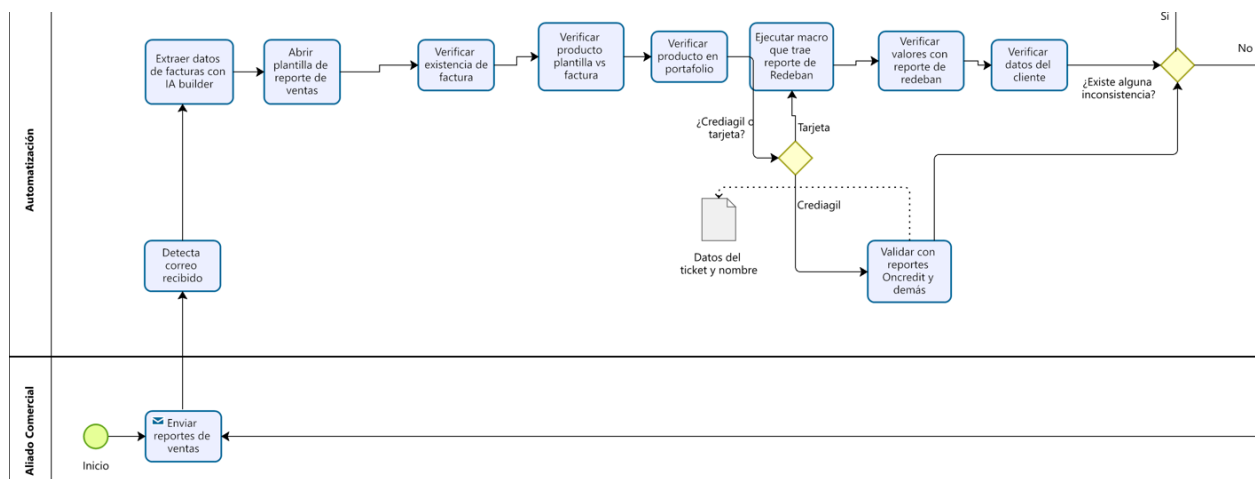 Automatización
Extraer datos
de facturas con
IA builder
Abrir
plantilla de
reporte de
ventas
Verificar
existencia de
factura
Verificar
producto
plantilla vs
factura
Verificar
producto en
portafolio
Ejecutar macro
que trae
reporte de
Redeban
Verificar
valores con
reporte de
redeban
Verificar
datos del
cliente
Si
No
¿Existe alguna
inconsistencia?
¿Crediagil o
tarjeta?
Tarjeta
Crediagil
Datos del
ticket y nombre
Validar con
reportes
Oncredit y
demás
Detecta
correo
recibido
Aliado Comercial
Inicio
Enviar
reportes de
ventas